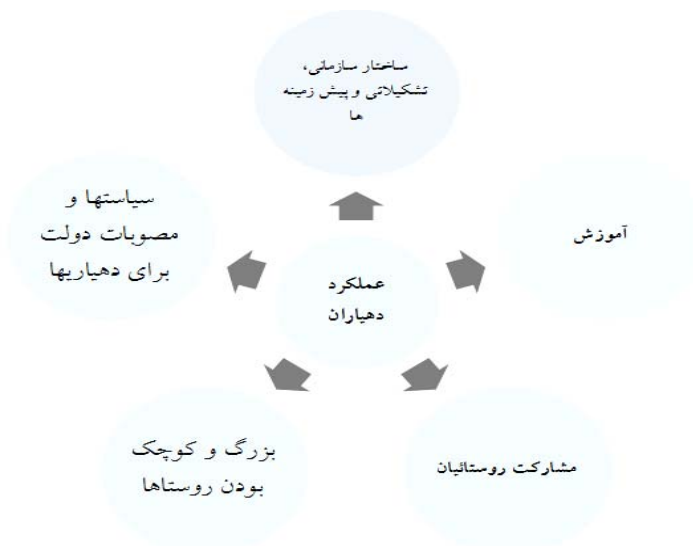 ساختار سازمانی،
تشکیلاتی و پیش زمینه
ها
آموزش
سیاستها و
مصوبات دولت
برای دهیاریها
عملکرد
دهیاران
مشارکت روستائیان
بزرگ و کوچک
بودن روستاها